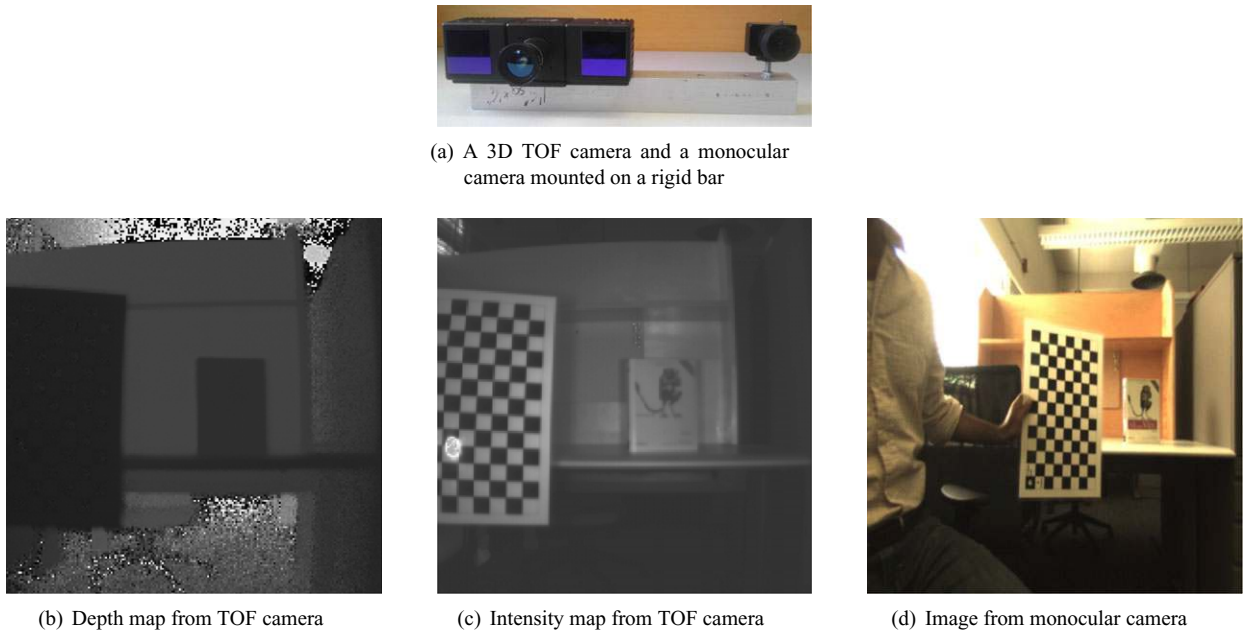 (a) A 3D TOF camera and a monocular
camera mounted on a rigid bar
(b) Depth map from TOF camera
(c) Intensity map from TOF camera
(d) Image from monocular camera